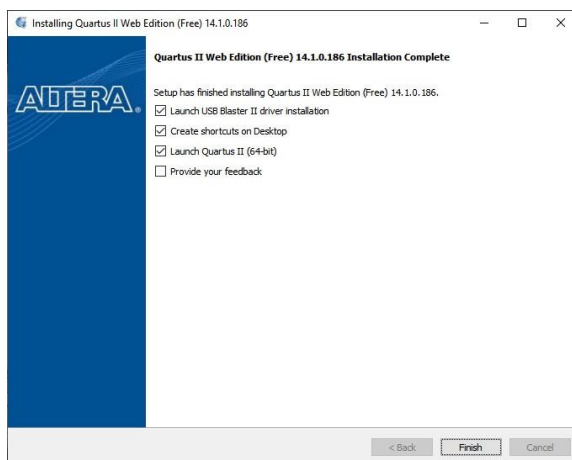 Installing Quartus II Web Edition (Free) 14.1.0.186
Quartus II Web Edition (Free) 14.1.0.186 Installation Complete
ALTERA.
Setup has finished installing Quartus II Web Edition (Free) 14.1.0.186.
Launch USB Blaster II driver installation
Create shortcuts on Desktop
Launch Quartus II (64-bit)
Provide your feedback
< Back
Finish
Cancel